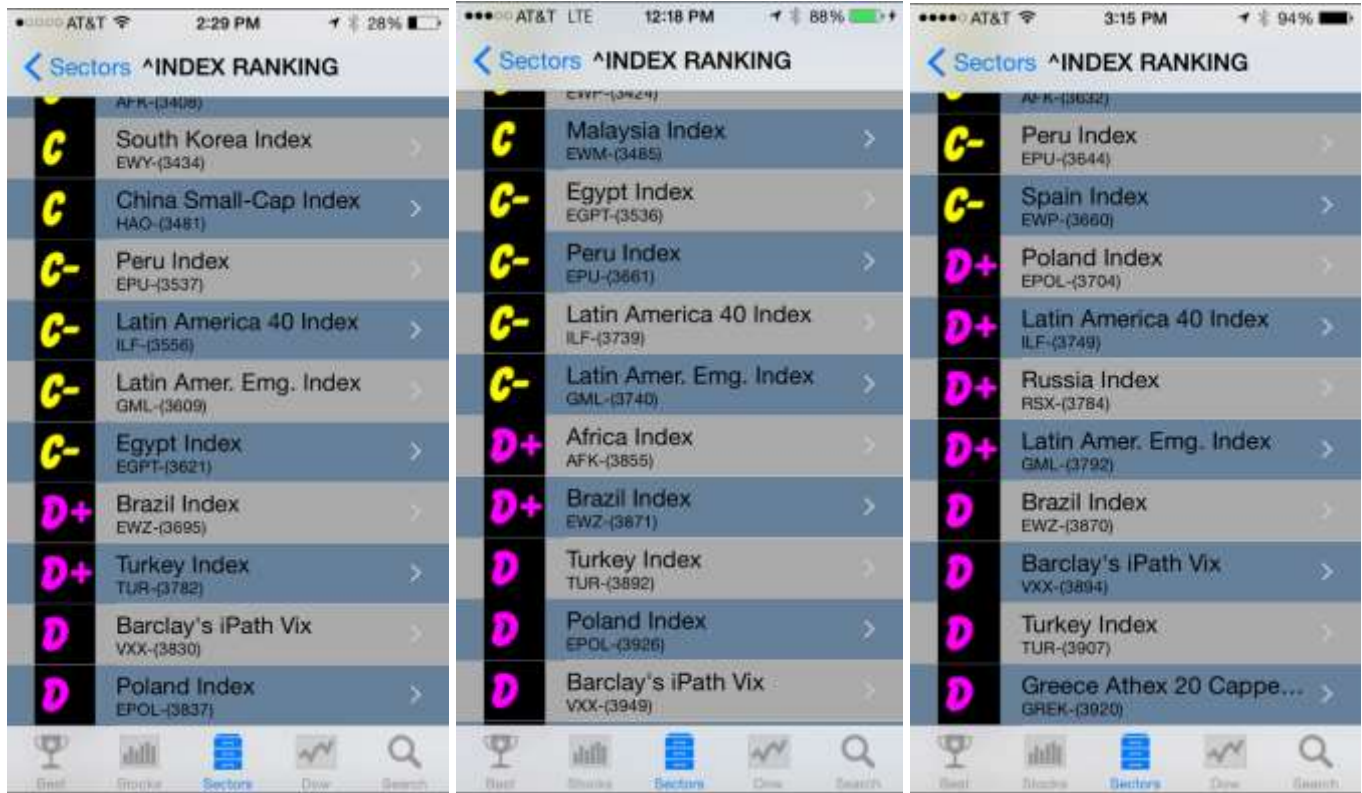 AT&T 2:29 PM 28%
Sectors ^INDEX RANKING
AFK-(3408)
C South Korea Index
EWY-(3434)
C China Small-Cap Index
HAO-(3481)
C- Peru Index
EPU-(3537)
C- Latin America 40 Index
ILF-(3556)
C- Latin Amer. Emg. Index
GML-(3609)
C- Egypt Index
EGPT-(3621)
D+ Brazil Index
EWZ-(3695)
D+ Turkey Index
TUR-(3782)
D Barclay's iPath Vix
VXX-(3830)
D Poland Index
EPOL-(3837)
Best Stocks Sectors Dow Search
AT&T LTE 12:18 PM 88%
Sectors ^INDEX RANKING
EWP-(3424)
C Malaysia Index
EWM-(3485)
C- Egypt Index
EGPT-(3536)
C- Peru Index
EPU-(3661)
C- Latin America 40 Index
ILF-(3739)
C- Latin Amer. Emg. Index
GML-(3740)
D+ Africa Index
AFK-(3855)
D+ Brazil Index
EWZ-(3871)
D Turkey Index
TUR-(3892)
D Poland Index
EPOL-(3926)
D Barclay's iPath Vix
VXX-(3949)
Best Stocks Sectors Dow Search
AT&T 3:15 PM 94%
Sectors ^INDEX RANKING
AFK-(3632)
C- Peru Index
EPU-(3644)
C- Spain Index
EWP-(3660)
D+ Poland Index
EPOL-(3704)
D+ Latin America 40 Index
ILF-(3749)
D+ Russia Index
RSX-(3784)
D+ Latin Amer. Emg. Index
GML-(3792)
D Brazil Index
EWZ-(3870)
D Barclay's iPath Vix
VXX-(3894)
D Turkey Index
TUR-(3907)
D Greece Athex 20 Cappe...
GREK-(3920)
Best Stocks Sectors Dow Search